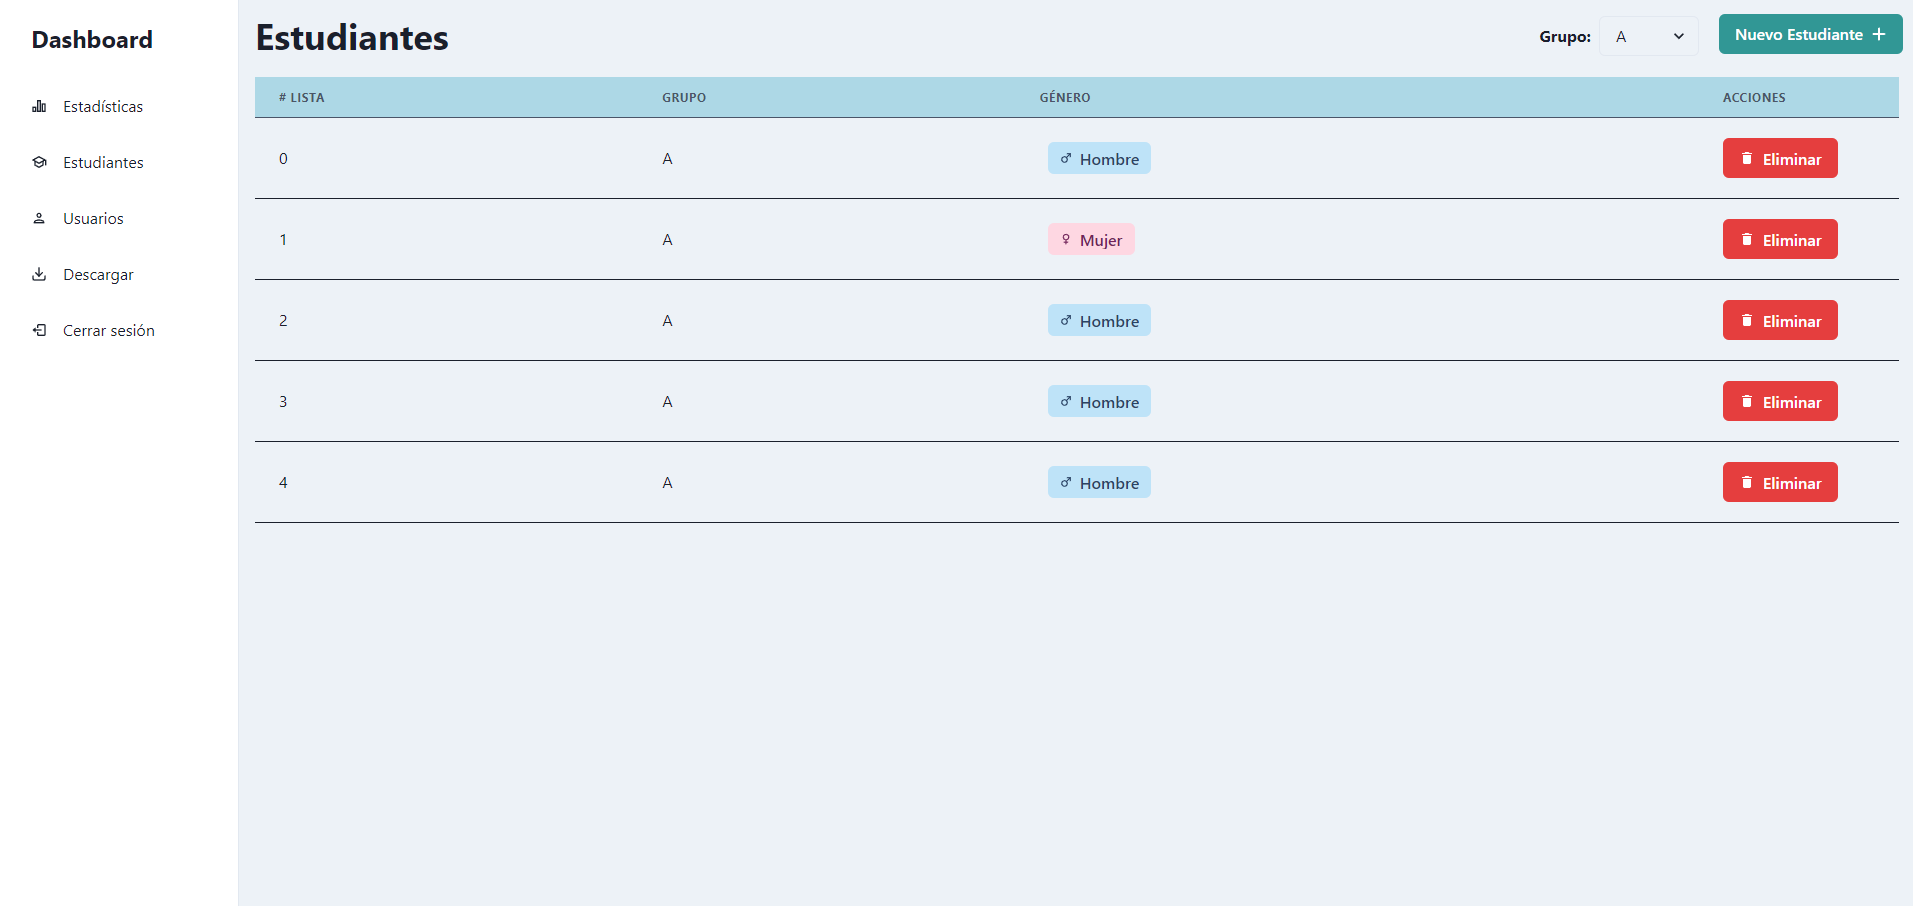 Dashboard
Estadísticas
Estudiantes
Usuarios
Descargar
Cerrar sesión
Estudiantes
Grupo: A
Nuevo Estudiante +
# LISTA GRUPO GÉNERO ACCIONES
0 A ♂ Hombre Eliminar
1 A ♀ Mujer Eliminar
2 A ♂ Hombre Eliminar
3 A ♂ Hombre Eliminar
4 A ♂ Hombre Eliminar